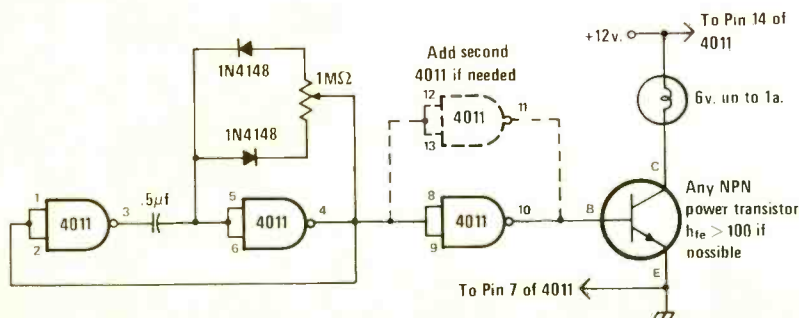 1N4148
1MΩ
1N4148
Add second
4011 if needed
12
4011
11
13
+12v.
To Pin 14 of
4011
6v. up to 1a.
1
4011
3
2
.5μf
5
4011
4
6
8
4011
10
9
C
B
E
Any NPN
power transistor
hfe > 100 if
possible
To Pin 7 of 4011